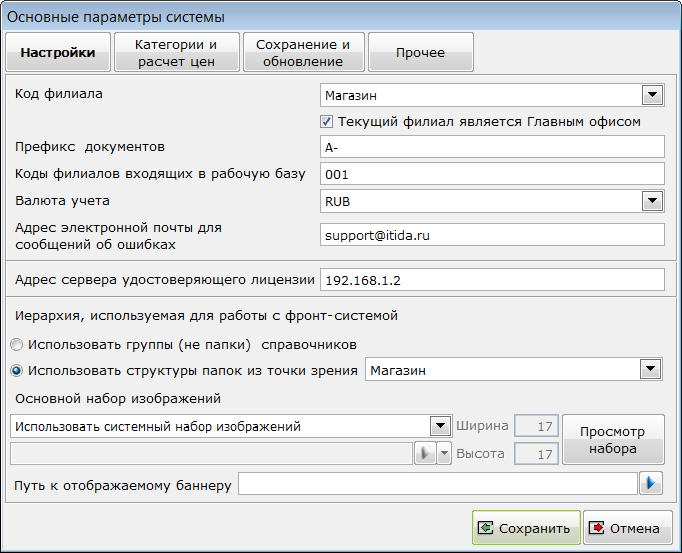 Основные параметры системы
Настройки
Категории и
расчет цен
Сохранение и
обновление
Прочее
Код филиала
Магазин
Текущий филиал является Главным офисом
Префикс документов
А-
Коды филиалов входящих в рабочую базу
001
Валюта учета
RUB
Адрес электронной почты для
сообщений об ошибках
support@itida.ru
Адрес сервера удостоверяющего лицензии
192.168.1.2
Иерархия, используемая для работы с фронт-системой
Использовать группы (не папки) справочников
Использовать структуры папок из точки зрения
Магазин
Основной набор изображений
Использовать системный набор изображений
Ширина
17
Высота
17
Просмотр
набора
Путь к отображаемому баннеру
Сохранить
Отмена